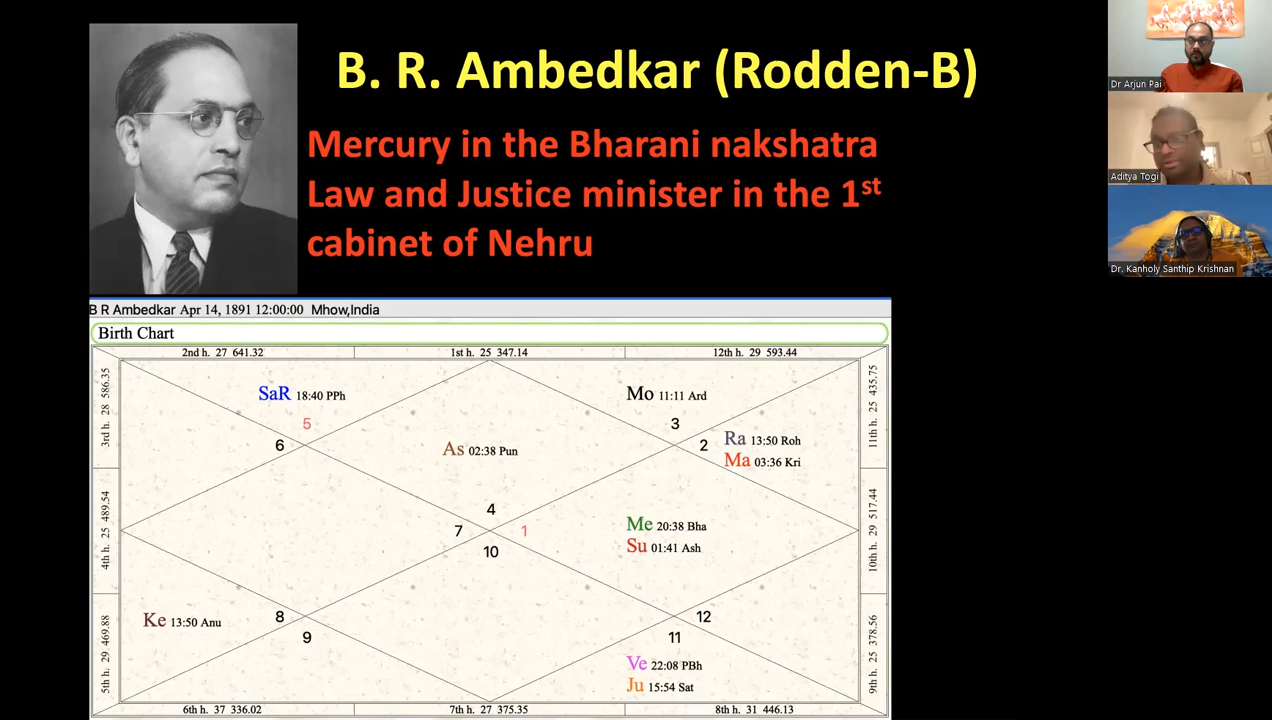 B. R. Ambedkar (Rodden-B)
Mercury in the Bharani nakshatra
Law and Justice minister in the 1st
cabinet of Nehru
Dr Arjun Pai
Aditya Togi
Dr. Kanholy Santhip Krishnan
B R Ambedkar Apr 14, 1891 12:00:00 Mhow,India
Birth Chart
2nd h. 27 641.32
1st h. 25 347.14
12th h. 29 593.44
3rd h. 28 586.35
11th h. 25 435.75
SaR 18:40 PPh
Mo 11:11 Ard
5
3
6
As 02:38 Pun
2
Ra 13:50 Roh
Ma 03:36 Kri
4th h. 25 489.54
10th h. 29 517.44
4
Me 20:38 Bha
7
1
Su 01:41 Ash
10
5th h. 29 469.88
9th h. 25 378.56
Ke 13:50 Anu
8
12
9
11
Ve 22:08 PBh
Ju 15:54 Sat
6th h. 37 336.02
7th h. 27 375.35
8th h. 31 446.13